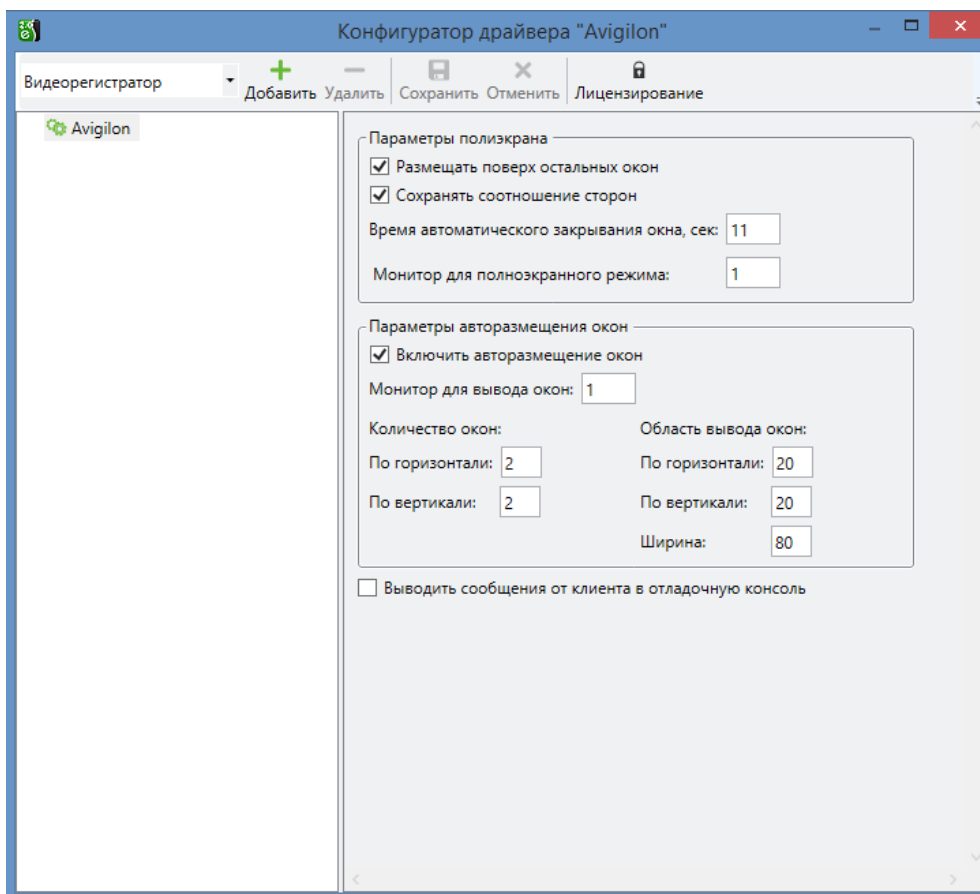 Конфигуратор драйвера "Avigilon"
Видеорегистратор
Добавить Удалить Сохранить Отменить Лицензирование
Avigilon
Параметры полиэкрана
Размещать поверх остальных окон
Сохранять соотношение сторон
Время автоматического закрывания окна, сек: 11
Монитор для полноэкранного режима: 1
Параметры авторазмещения окон
Включить авторазмещение окон
Монитор для вывода окон: 1
Количество окон: Область вывода окон:
По горизонтали: 2 По горизонтали: 20
По вертикали: 2 По вертикали: 20
Ширина: 80
Выводить сообщения от клиента в отладочную консоль